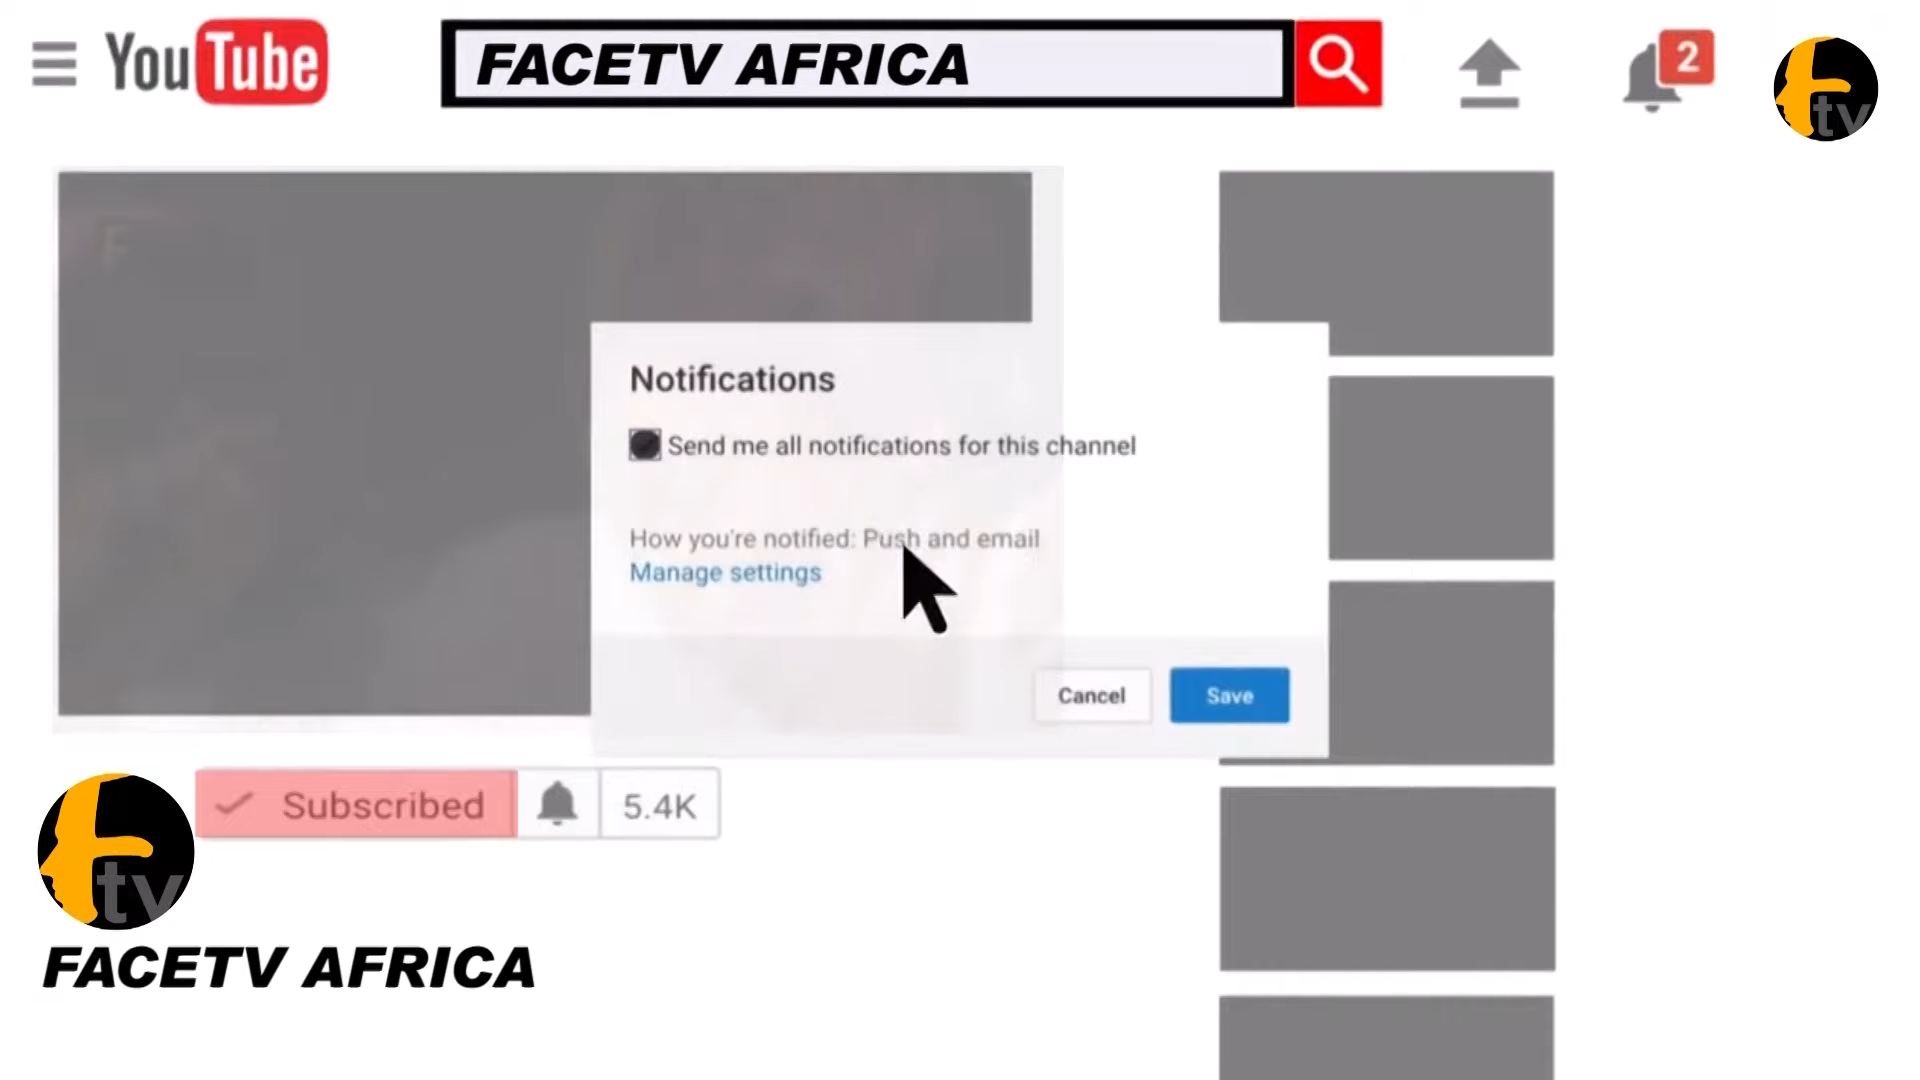 YouTube
FACETV AFRICA
2
tv
Notifications
Send me all notifications for this channel
How you're notified: Push and email
Manage settings
Cancel
Save
Subscribed
5.4K
tv
FACETV AFRICA